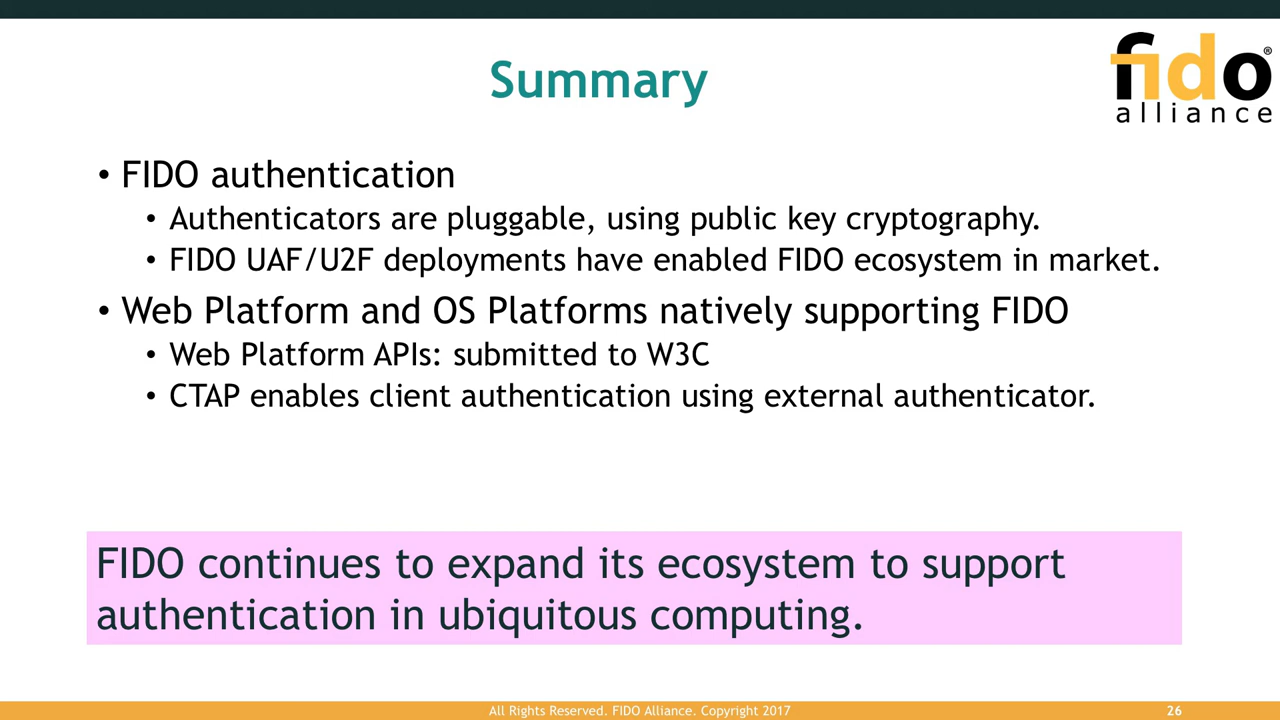 Summary
fido®
alliance
• FIDO authentication
• Authenticators are pluggable, using public key cryptography.
• FIDO UAF/U2F deployments have enabled FIDO ecosystem in market.
• Web Platform and OS Platforms natively supporting FIDO
• Web Platform APIs: submitted to W3C
• CTAP enables client authentication using external authenticator.
FIDO continues to expand its ecosystem to support
authentication in ubiquitous computing.
All Rights Reserved. FIDO Alliance. Copyright 2017
26